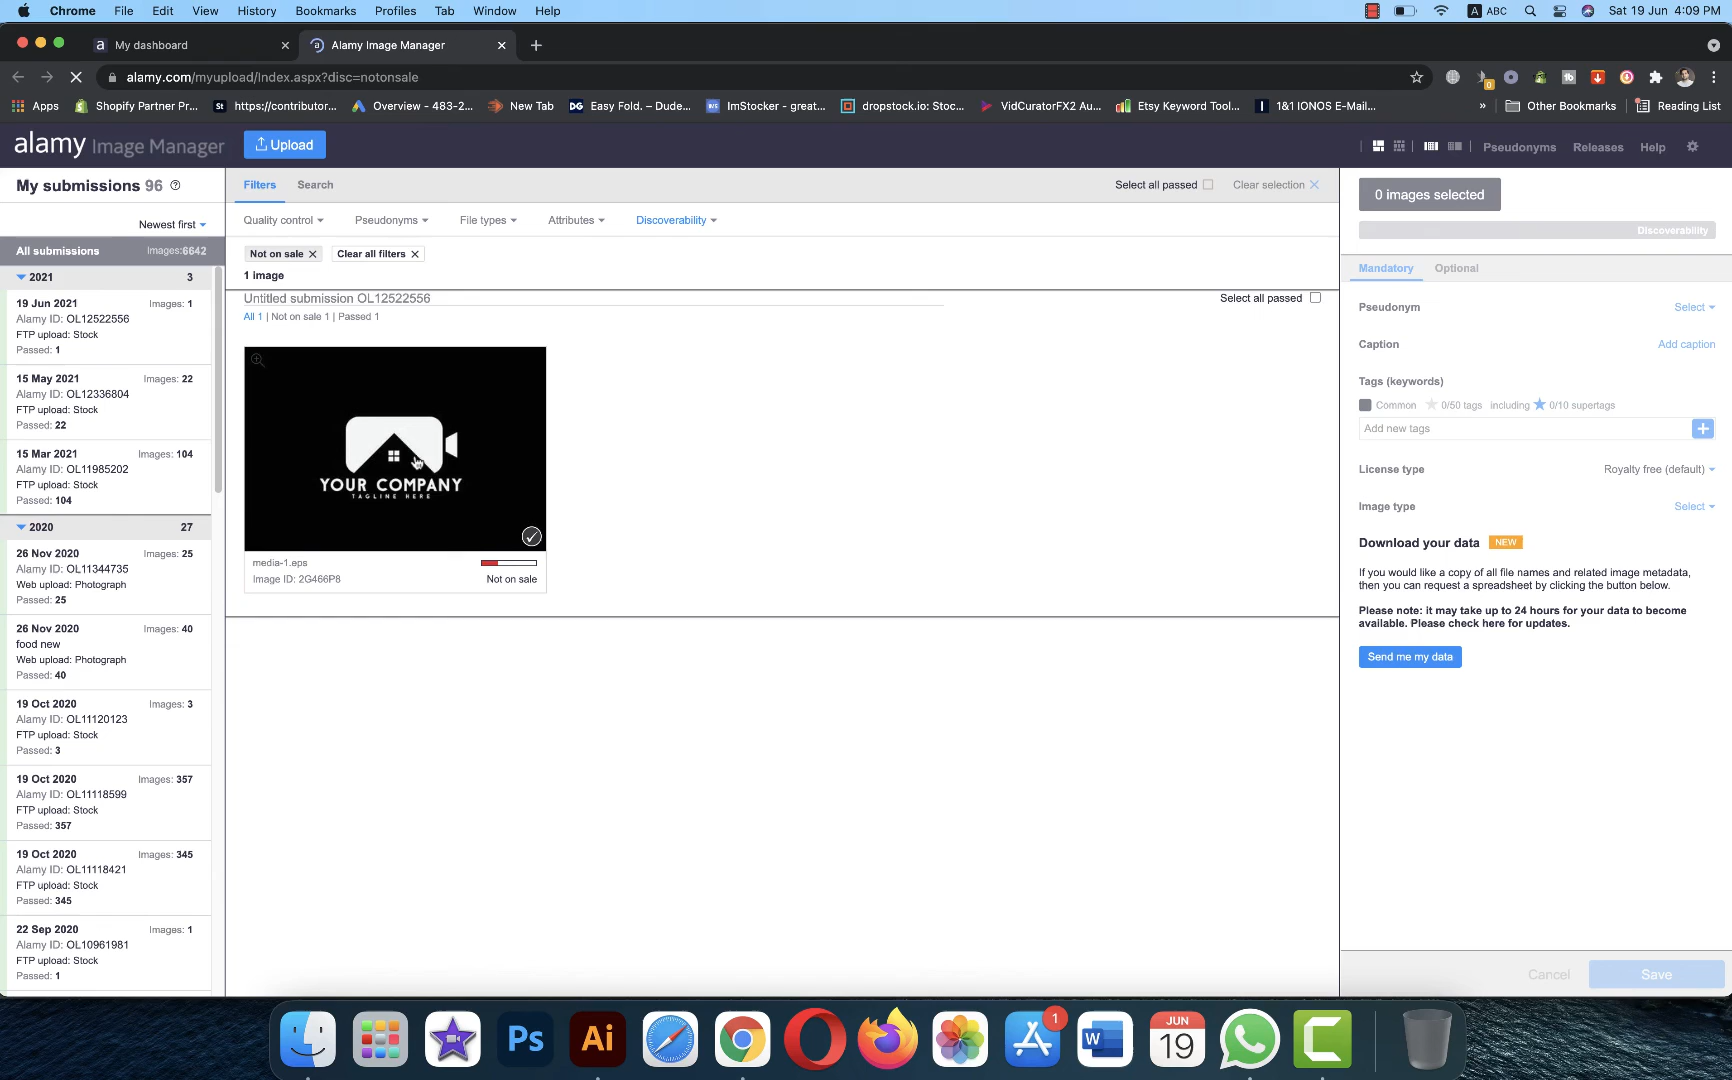 Chrome File Edit View History Bookmarks Profiles Tab Window Help
A ABC Sat 19 Jun 4:09 PM
a My dashboard
Alamy Image Manager
alamy.com/myupload/Index.aspx?disc=notonsale
0
Apps Shopify Partner Pr... St https://contributor... Overview - 483-2... New Tab DG Easy Fold. – Dude... IMS ImStocker - great... dropstock.io: Stoc... VidCuratorFX2 Au... Etsy Keyword Tool... 1&1 IONOS E-Mail... » Other Bookmarks Reading List
alamy Image Manager Upload
Pseudonyms Releases Help
My submissions 96
Newest first
All submissions Images:6642
2021 3
19 Jun 2021 Images: 1
Alamy ID: OL12522556
FTP upload: Stock
Passed: 1
15 May 2021 Images: 22
Alamy ID: OL12336804
FTP upload: Stock
Passed: 22
15 Mar 2021 Images: 104
Alamy ID: OL11985202
FTP upload: Stock
Passed: 104
2020 27
26 Nov 2020 Images: 25
Alamy ID: OL11344735
Web upload: Photograph
Passed: 25
26 Nov 2020 Images: 40
food new
Web upload: Photograph
Passed: 40
19 Oct 2020 Images: 3
Alamy ID: OL11120123
FTP upload: Stock
Passed: 3
19 Oct 2020 Images: 357
Alamy ID: OL11118599
FTP upload: Stock
Passed: 357
19 Oct 2020 Images: 345
Alamy ID: OL11118421
FTP upload: Stock
Passed: 345
22 Sep 2020 Images: 1
Alamy ID: OL10961981
FTP upload: Stock
Passed: 1
Filters Search
Select all passed Clear selection
Quality control Pseudonyms File types Attributes Discoverability
Not on sale Clear all filters
1 image
Untitled submission OL12522556
Select all passed
All 1 | Not on sale 1 | Passed 1
YOUR COMPANY
TAGLINE HERE
media-1.eps
Image ID: 2G466P8 Not on sale
0 images selected
Discoverability
Mandatory Optional
Pseudonym Select
Caption Add caption
Tags (keywords)
Common 0/50 tags including 0/10 supertags
Add new tags
License type Royalty free (default)
Image type Select
Download your data NEW
If you would like a copy of all file names and related image metadata,
then you can request a spreadsheet by clicking the button below.
Please note: it may take up to 24 hours for your data to become
available. Please check here for updates.
Send me my data
Cancel Save
Ps Ai 1 W JUN 19 C